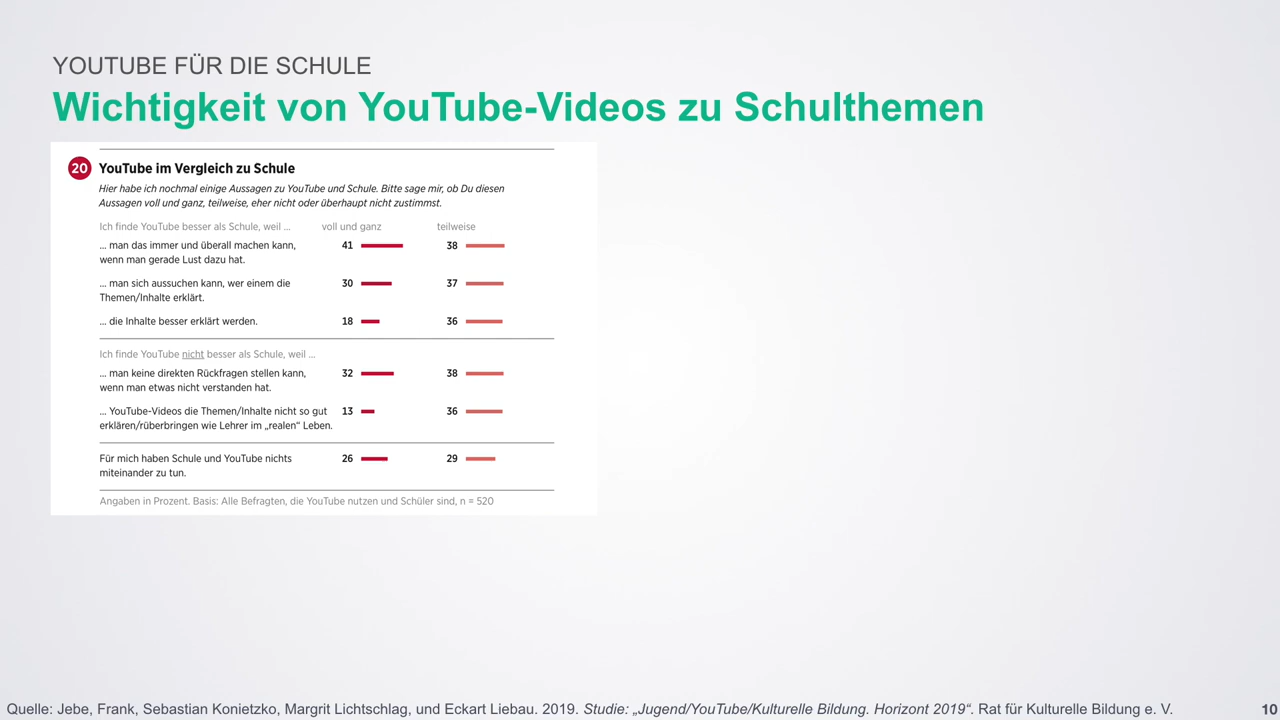 YOUTUBE FÜR DIE SCHULE
Wichtigkeit von YouTube-Videos zu Schulthemen
20 YouTube im Vergleich zu Schule
Hier habe ich nochmal einige Aussagen zu YouTube und Schule. Bitte sage mir, ob Du diesen
Aussagen voll und ganz, teilweise, eher nicht oder überhaupt nicht zustimmst.
Ich finde YouTube besser als Schule, weil ... voll und ganz teilweise
... man das immer und überall machen kann, 41 38
wenn man gerade Lust dazu hat.
... man sich aussuchen kann, wer einem die 30 37
Themen/Inhalte erklärt.
... die Inhalte besser erklärt werden. 18 36
Ich finde YouTube nicht besser als Schule, weil ...
... man keine direkten Rückfragen stellen kann, 32 38
wenn man etwas nicht verstanden hat.
... YouTube-Videos die Themen/Inhalte nicht so gut 13 36
erklären/rüberbringen wie Lehrer im „realen“ Leben.
Für mich haben Schule und YouTube nichts 26 29
miteinander zu tun.
Angaben in Prozent. Basis: Alle Befragten, die YouTube nutzen und Schüler sind, n = 520
Quelle: Jebe, Frank, Sebastian Konietzko, Margrit Lichtschlag, und Eckart Liebau. 2019. Studie: „Jugend/YouTube/Kulturelle Bildung. Horizont 2019“. Rat für Kulturelle Bildung e. V. 10